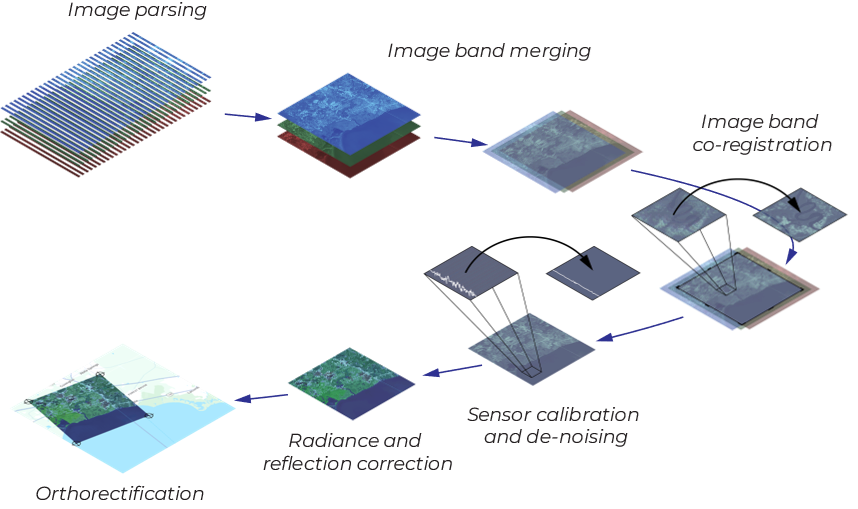 Image parsing
Image band merging
Image band
co-registration
Sensor calibration
and de-noising
Radiance and
reflection correction
Orthorectification